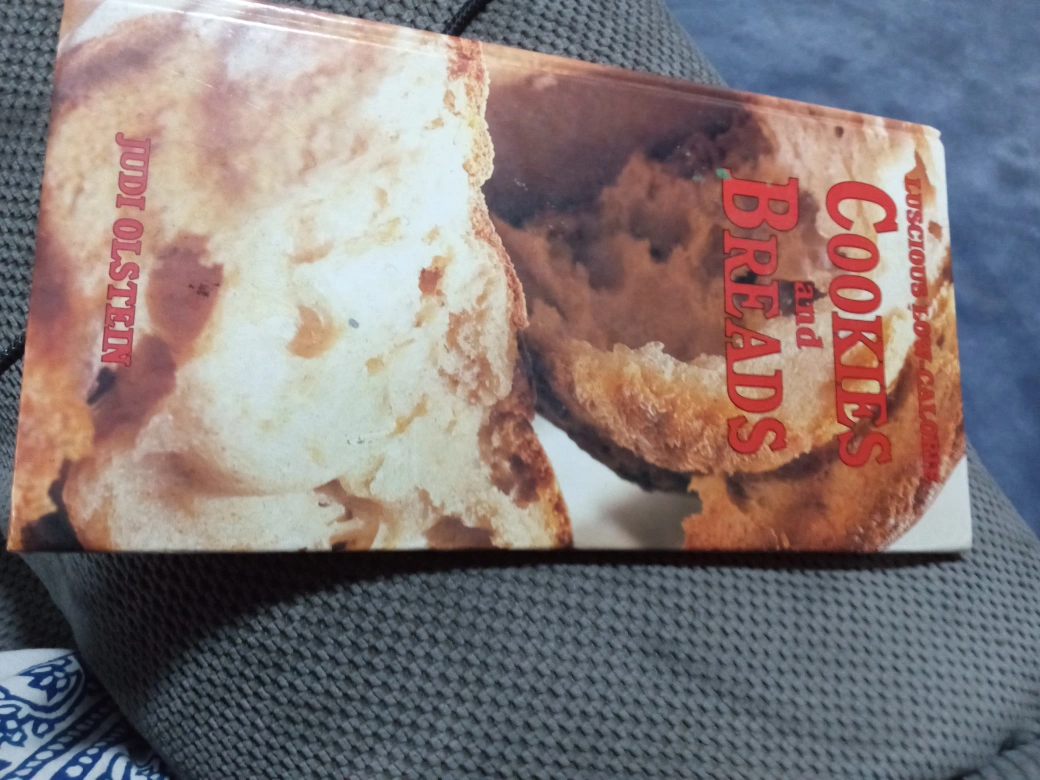 LUSCIOUS LOW-CALORIE
COOKIES
and
BREADS
JUDI OLSTEIN